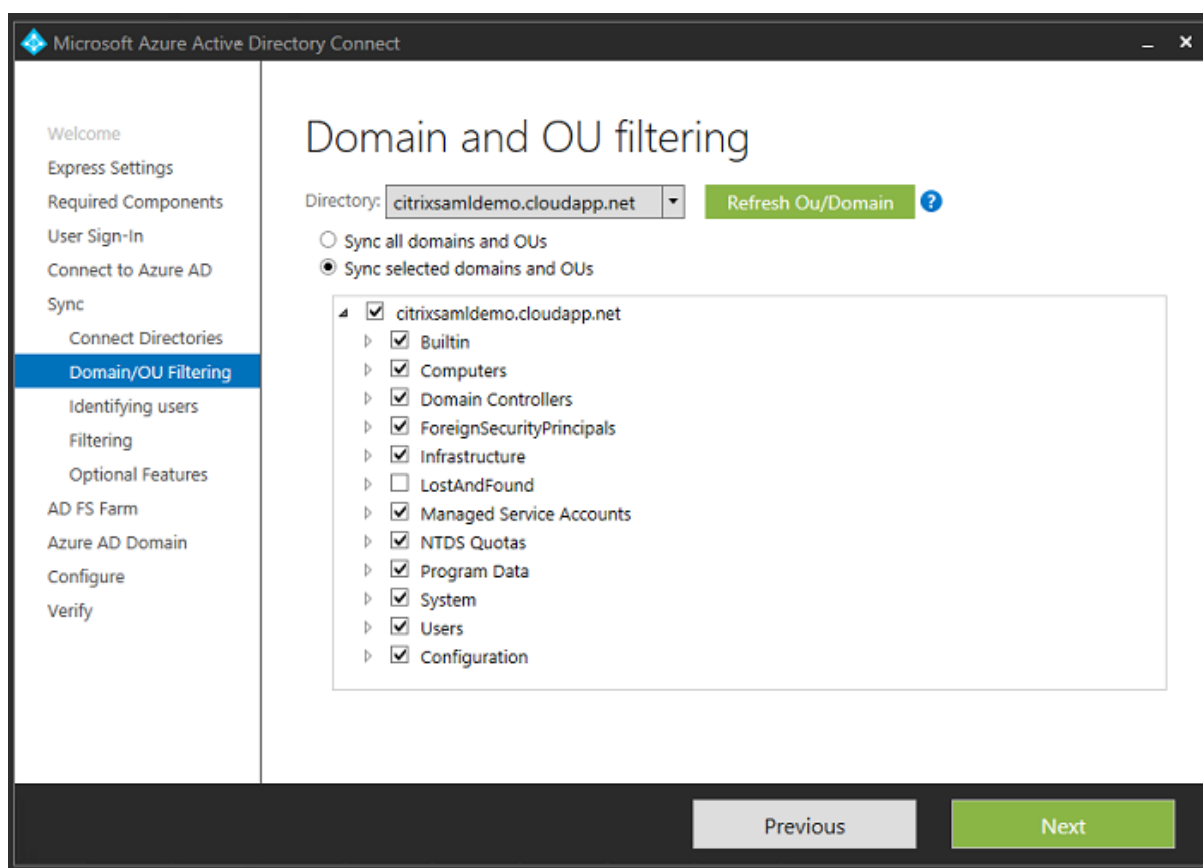 Microsoft Azure Active Directory Connect
Welcome
Express Settings
Required Components
User Sign-In
Connect to Azure AD
Sync
Connect Directories
Domain/OU Filtering
Identifying users
Filtering
Optional Features
AD FS Farm
Azure AD Domain
Configure
Verify
Domain and OU filtering
Directory: citrixsamldemo.cloudapp.net Refresh Ou/Domain ?
Sync all domains and OUs
Sync selected domains and OUs
citrixsamldemo.cloudapp.net
Builtin
Computers
Domain Controllers
ForeignSecurityPrincipals
Infrastructure
LostAndFound
Managed Service Accounts
NTDS Quotas
Program Data
System
Users
Configuration
Previous Next